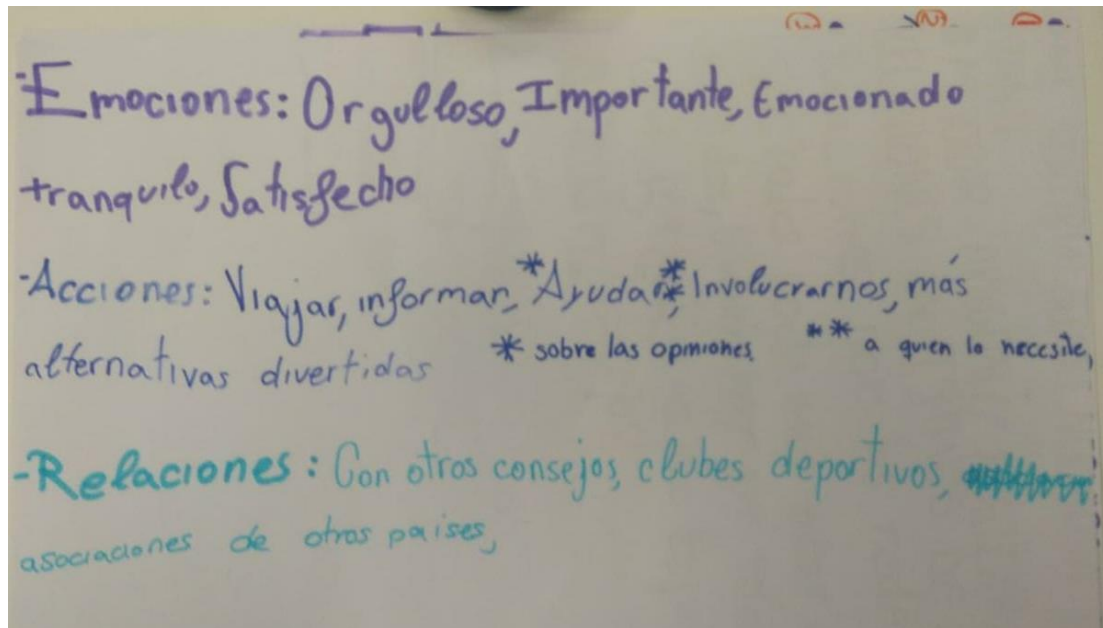 -Emociones: Orgulloso, Importante, Emocionado
tranquilo, Satisfecho
-Acciones: Viajar, informar,* Ayudar,** Involucrarnos, más
alternativas divertidas * sobre las opiniones ** a quien lo necesite,
-Relaciones: Con otros consejos, clubes deportivos,
asociaciones de otros países,